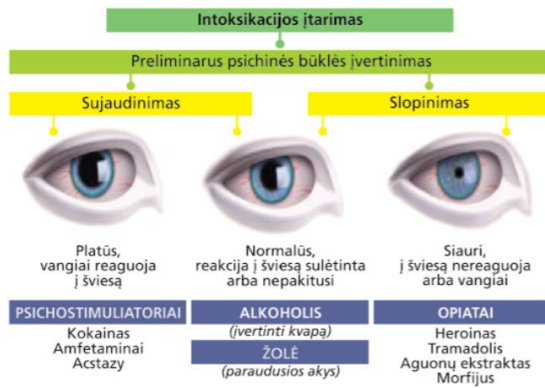 Intoksikacijos įtarimas
Preliminarus psichinės būklės įvertinimas
Sujaudinimas
Slopinimas
Platūs,
vangiai reaguoja
į šviesą
Normalūs,
reakcija į šviesą sulėtinta
arba nepakitusi
Siauri,
į šviesą nereaguoja
arba vangiai
PSICHOSTIMULIATORIAI
Kokainas
Amfetaminai
Acstazy
ALKOHOLIS
(įvertinti kvapą)
ŽOLĖ
(paraudusios akys)
OPIATAI
Heroinas
Tramadolis
Aguonų ekstraktas
Morfijus